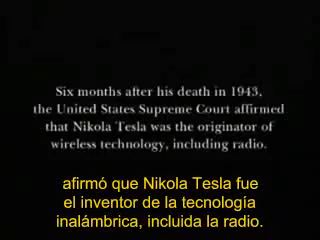 Six months after his death in 1943,
the United States Supreme Court affirmed
that Nikola Tesla was the originator of
wireless technology, including radio.
afirmó que Nikola Tesla fue
el inventor de la tecnología
inalámbrica, incluida la radio.